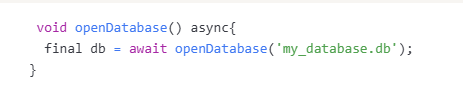 void openDatabase() async{
final db = await openDatabase('my_database.db');
}